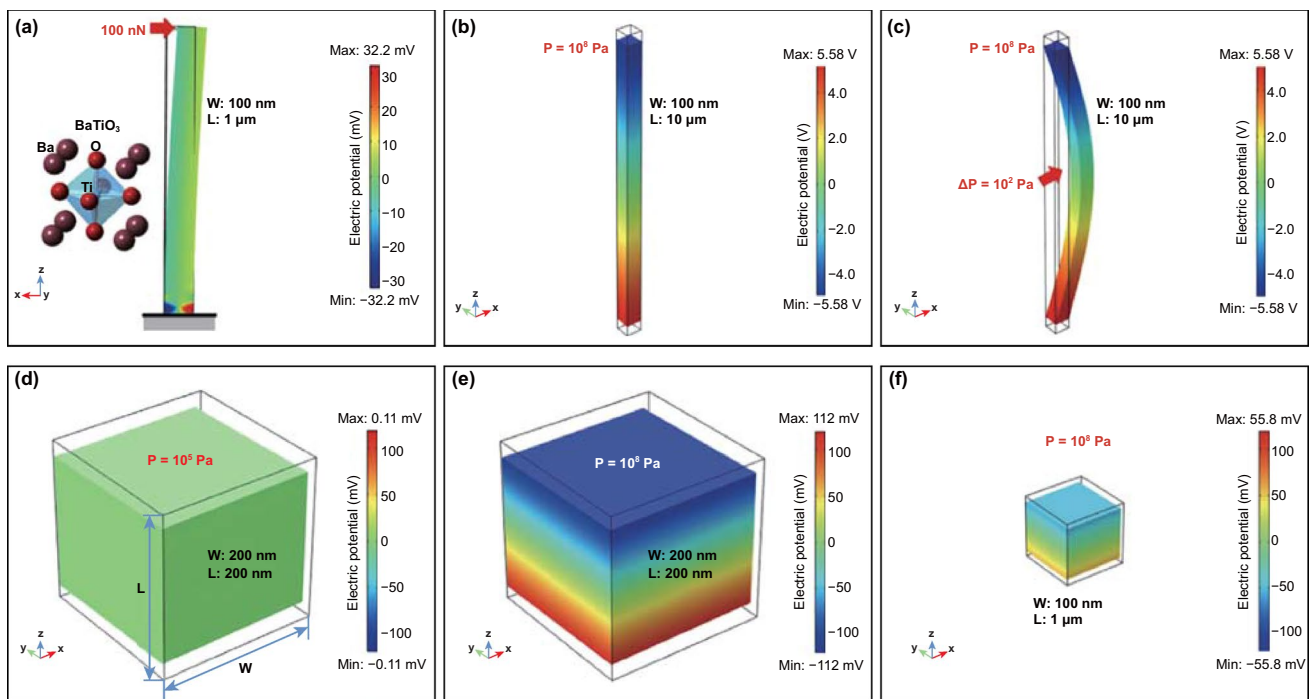 (a)
100 nN
Max: 32.2 mV
30
20
10
0
−10
−20
−30
Electric potential (mV)
Min: −32.2 mV
W: 100 nm
L: 1 µm
BaTiO₃
Ba
O
Ti
z
x
y
(b)
P = 10⁸ Pa
Max: 5.58 V
4.0
2.0
0
−2.0
−4.0
Electric potential (V)
Min: −5.58 V
W: 100 nm
L: 10 µm
z
y
x
(c)
P = 10⁸ Pa
Max: 5.58 V
4.0
2.0
0
−2.0
−4.0
Electric potential (V)
Min: −5.58 V
W: 100 nm
L: 10 µm
ΔP = 10² Pa
z
y
x
(d)
P = 10⁵ Pa
Max: 0.11 mV
100
50
0
−50
−100
Electric potential (mV)
Min: −0.11 mV
W: 200 nm
L: 200 nm
L
W
z
y
x
(e)
P = 10⁸ Pa
Max: 112 mV
100
50
0
−50
−100
Electric potential (mV)
Min: −112 mV
W: 200 nm
L: 200 nm
z
y
x
(f)
P = 10⁸ Pa
Max: 55.8 mV
100
50
0
−50
−100
Electric potential (mV)
Min: −55.8 mV
W: 100 nm
L: 1 µm
z
y
x